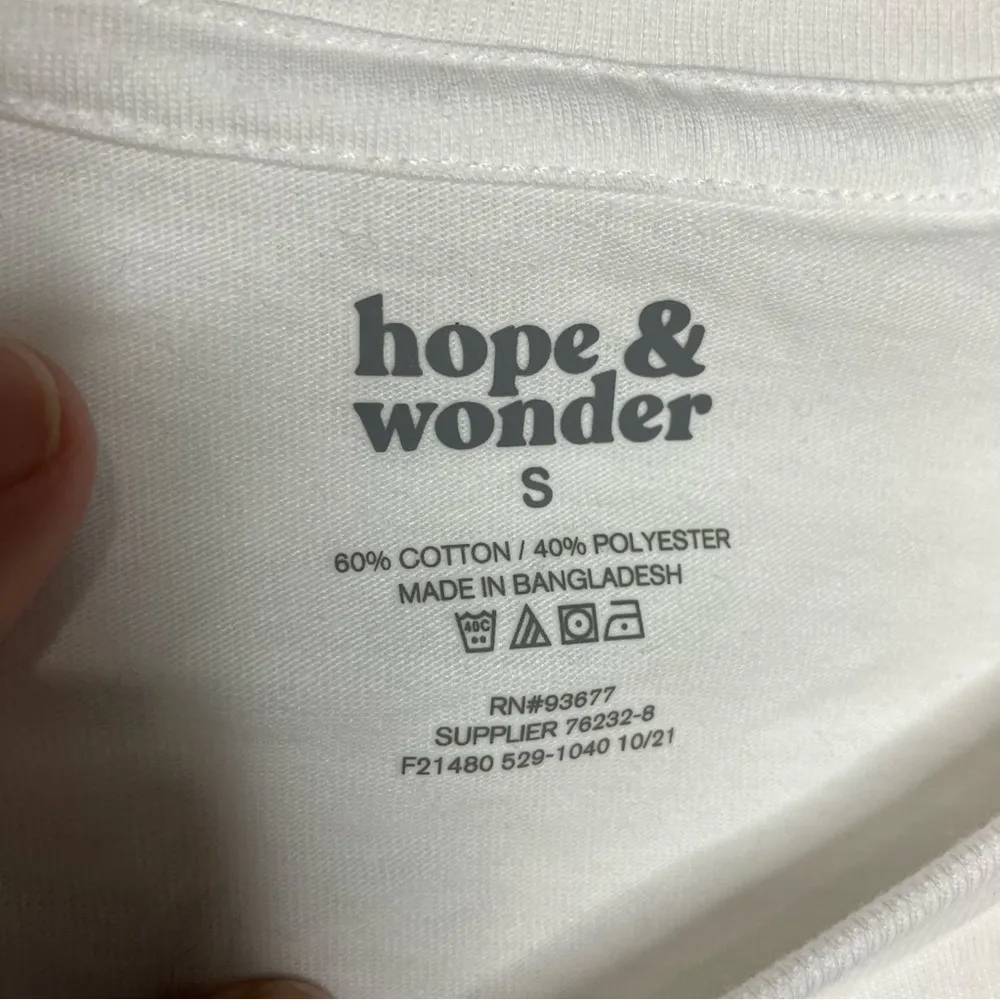 hope &
wonder
S
60% COTTON / 40% POLYESTER
MADE IN BANGLADESH
40C
RN#93677
SUPPLIER 76232-8
F21480 529-1040 10/21